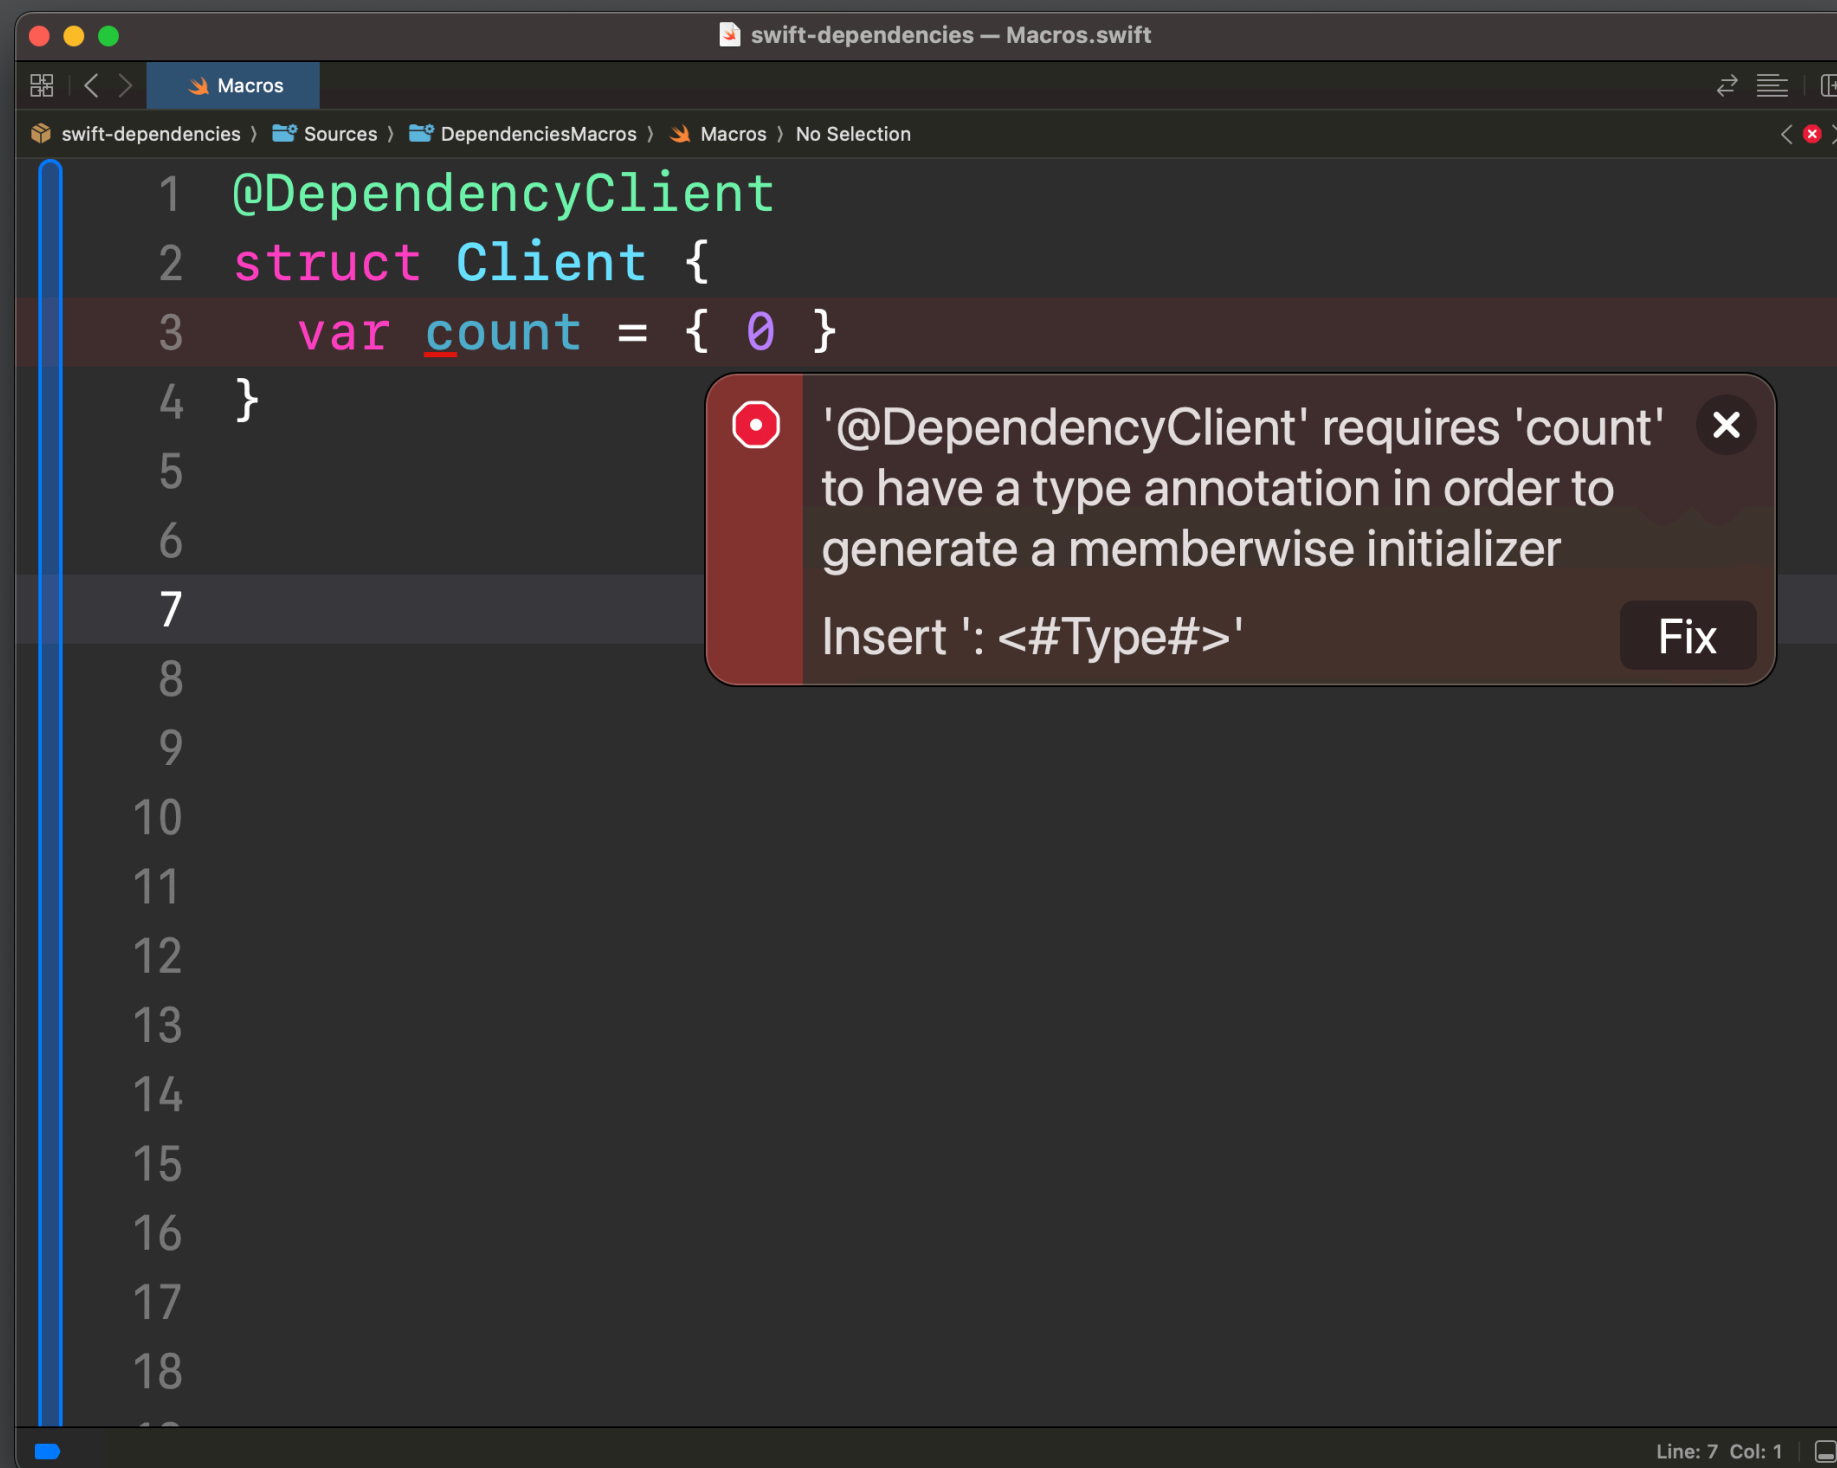 swift-dependencies — Macros.swift
Macros
swift-dependencies ⟩ Sources ⟩ DependenciesMacros ⟩ Macros ⟩ No Selection
1 @DependencyClient
2 struct Client {
3 var count = { 0 }
4 }
'@DependencyClient' requires 'count'
to have a type annotation in order to
generate a memberwise initializer
Insert ': <#Type#>'
Fix
5
6
7
8
9
10
11
12
13
14
15
16
17
18
Line: 7 Col: 1